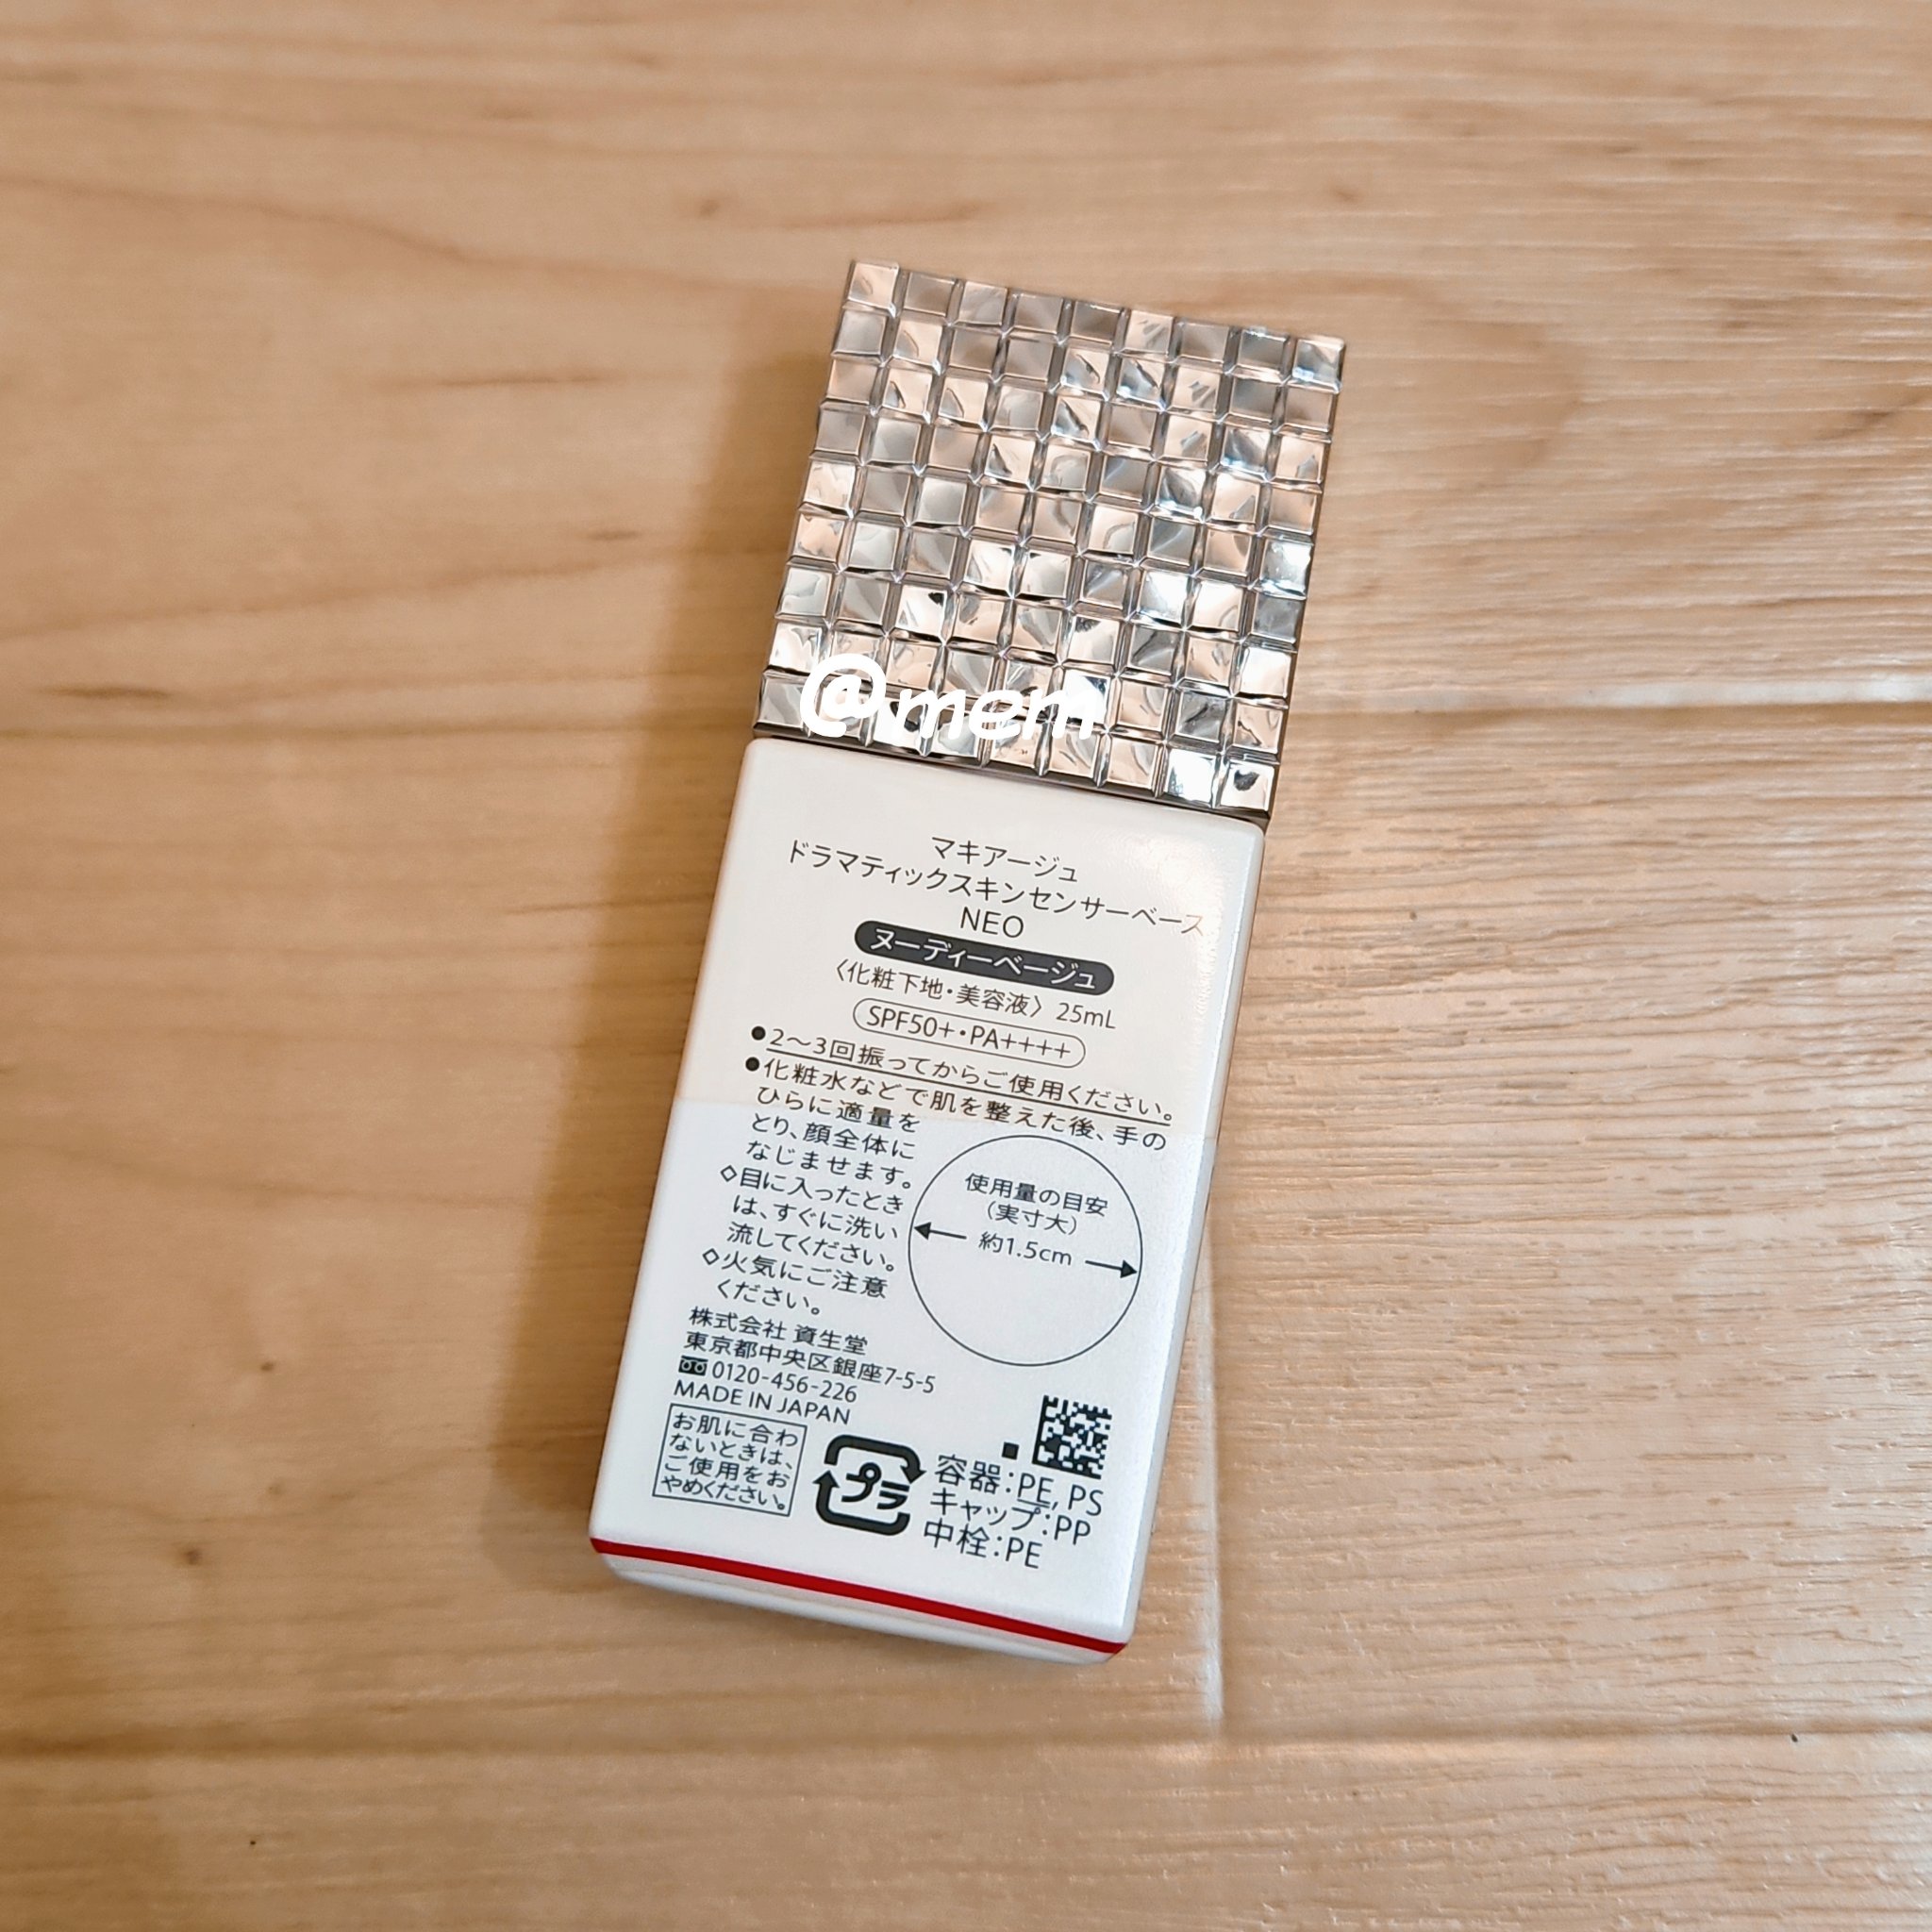 @mem
マキアージュ
ドラマティックスキンセンサーベース
NEO
ヌーディーベージュ
〈化粧下地・美容液〉 25mL
SPF50+・PA++++
●2～3回振ってからご使用ください。
●化粧水などで肌を整えた後、手の
ひらに適量を
とり、顔全体に
なじませます。
◇目に入ったとき
は、すぐに洗い
流してください。
◇火気にご注意
ください。
使用量の目安
（実寸大）
約1.5cm
株式会社 資生堂
東京都中央区銀座7-5-5
0120-456-226
MADE IN JAPAN
お肌に合わ
ないときは、
ご使用をお
やめください。
プラ
容器：PE, PS
キャップ：PP
中栓：PE